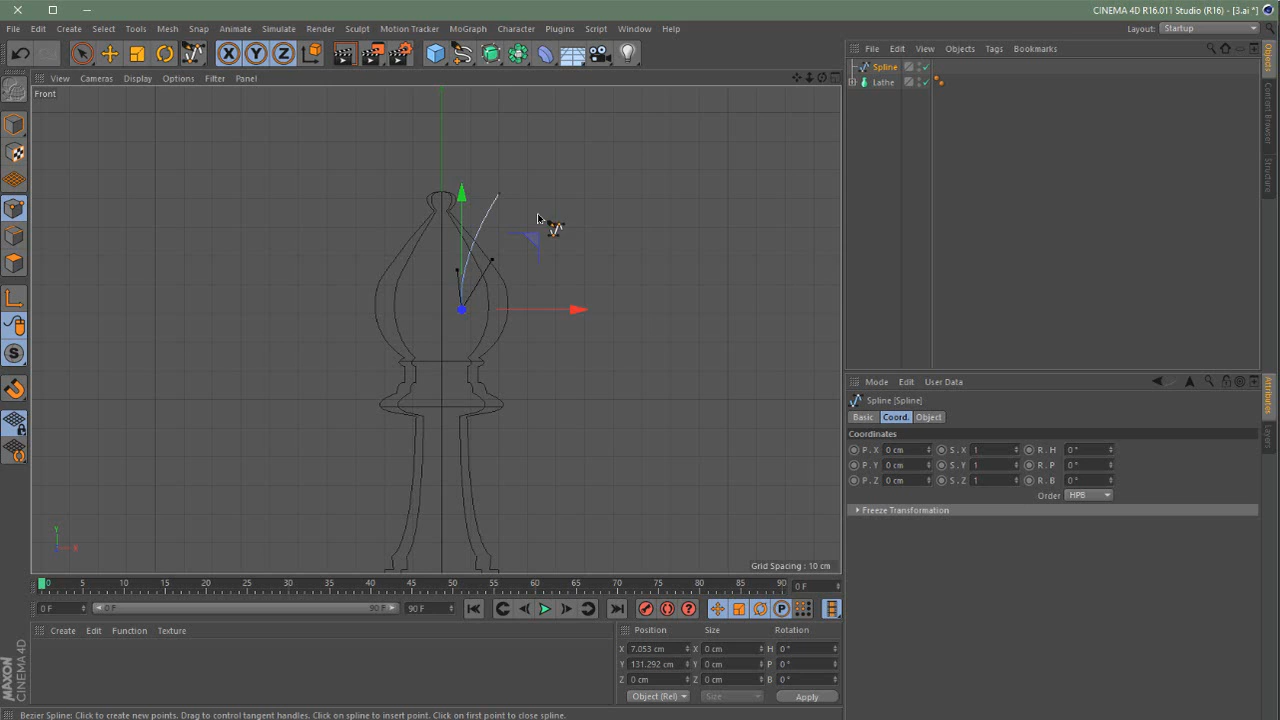 CINEMA 4D R16.011 Studio (R16) - [3.ai *]
File Edit Create Select Tools Mesh Snap Animate Simulate Render Sculpt Motion Tracker MoGraph Character Plugins Script Window Help
Layout: Startup
X Y Z
File Edit View Objects Tags Bookmarks
Spline
Lathe
View Cameras Display Options Filter Panel
Front
Objects
Content Browser
Structure
Mode Edit User Data
Spline [Spline]
Basic Coord. Object
Coordinates
P . X 0 cm S . X 1 R . H 0 °
P . Y 0 cm S . Y 1 R . P 0 °
P . Z 0 cm S . Z 1 R . B 0 °
Order HPB
Freeze Transformation
Attributes
Layers
Y
X
Grid Spacing : 10 cm
0 5 10 15 20 25 30 35 40 45 50 55 60 65 70 75 80 85 90
0 F
0 F 0 F 90 F 90 F
Create Edit Function Texture
Position Size Rotation
X 7.053 cm X 0 cm H 0 °
Y 131.292 cm Y 0 cm P 0 °
Z 0 cm Z 0 cm B 0 °
Object (Rel) Size Apply
MAXON CINEMA 4D
Bezier Spline: Click to create new points. Drag to control tangent handles. Click on spline to insert point. Click on first point to close spline.